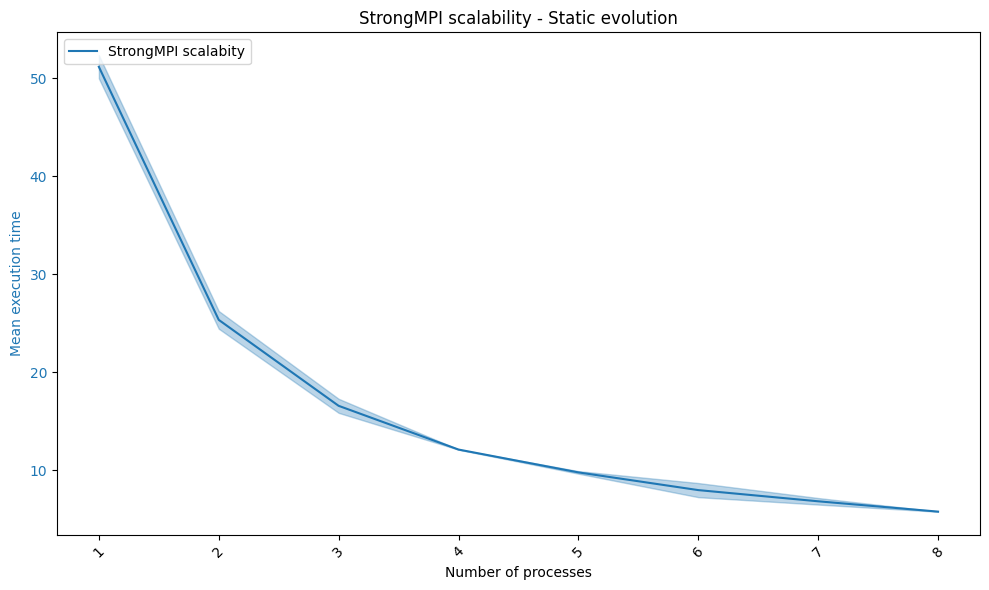 StrongMPI scalability - Static evolution
StrongMPI scalabity
Mean execution time
50
40
30
20
10
1 2 3 4 5 6 7 8
Number of processes